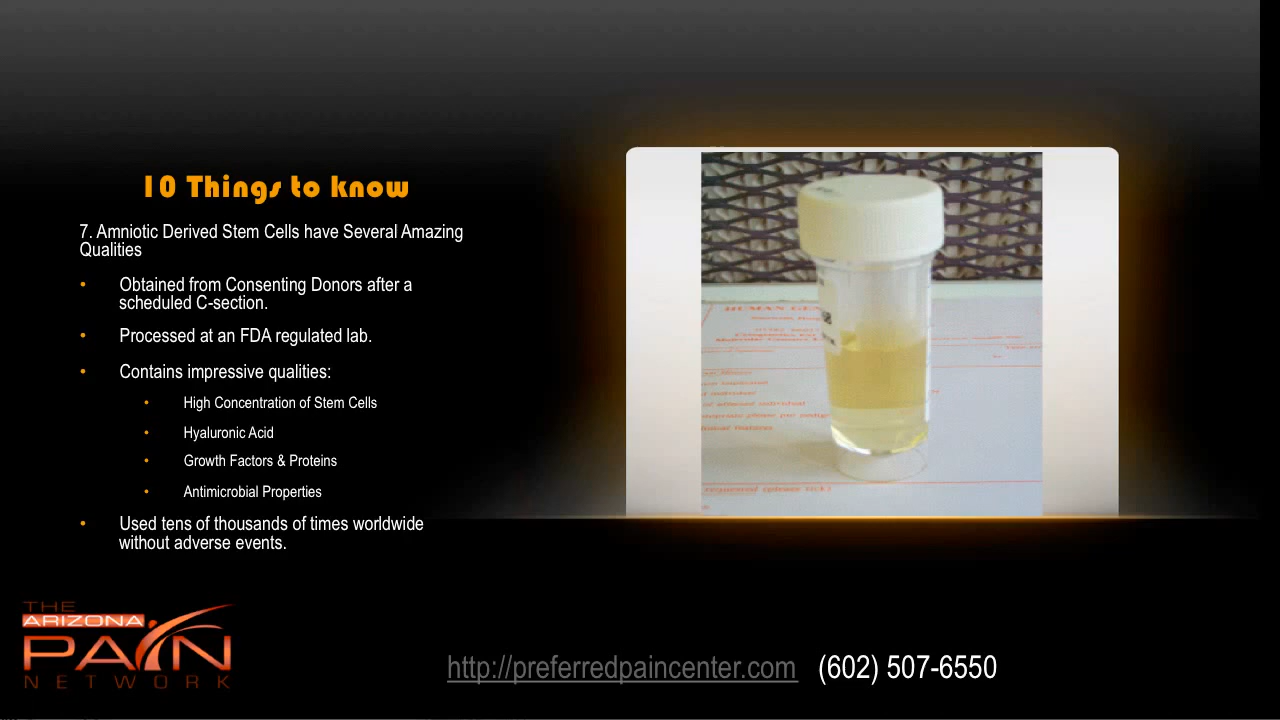 10 Things to know
7. Amniotic Derived Stem Cells have Several Amazing
Qualities
• Obtained from Consenting Donors after a
scheduled C-section.
• Processed at an FDA regulated lab.
• Contains impressive qualities:
• High Concentration of Stem Cells
• Hyaluronic Acid
• Growth Factors & Proteins
• Antimicrobial Properties
• Used tens of thousands of times worldwide
without adverse events.
HUMAN GEN
THE
ARIZONA
PAIN
NETWORK
http://preferredpaincenter.com (602) 507-6550